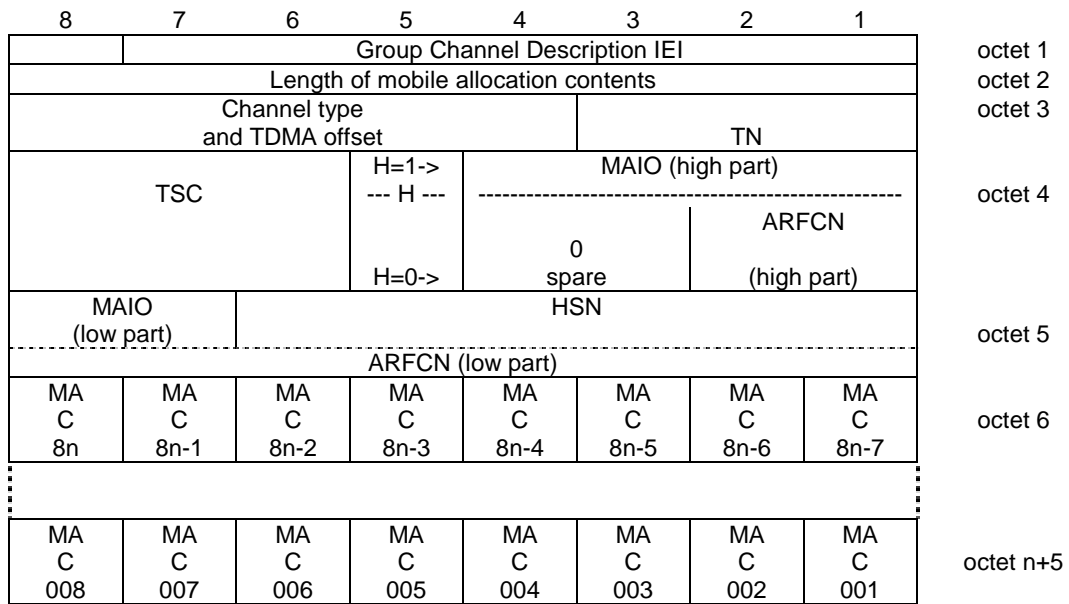 8 7 6 5 4 3 2 1
Group Channel Description IEI octet 1
Length of mobile allocation contents octet 2
Channel type octet 3
and TDMA offset TN
H=1-> MAIO (high part)
TSC --- H --- ------------------------------------------------------------ octet 4
ARFCN
0
H=0-> spare (high part)
MAIO HSN
(low part) octet 5
ARFCN (low part)
MA MA MA MA MA MA MA MA
C C C C C C C C octet 6
8n 8n-1 8n-2 8n-3 8n-4 8n-5 8n-6 8n-7
MA MA MA MA MA MA MA MA
C C C C C C C C octet n+5
008 007 006 005 004 003 002 001